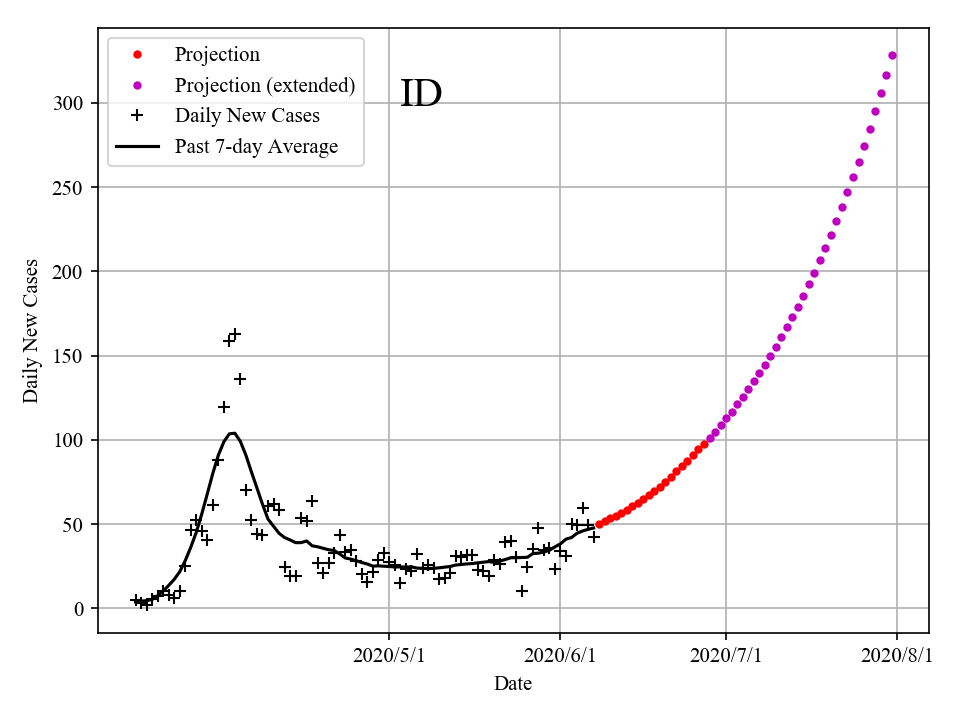 Projection
Projection (extended)
Daily New Cases
Past 7-day Average
ID
300
250
200
150
100
50
0
Daily New Cases
2020/5/1 2020/6/1 2020/7/1 2020/8/1
Date